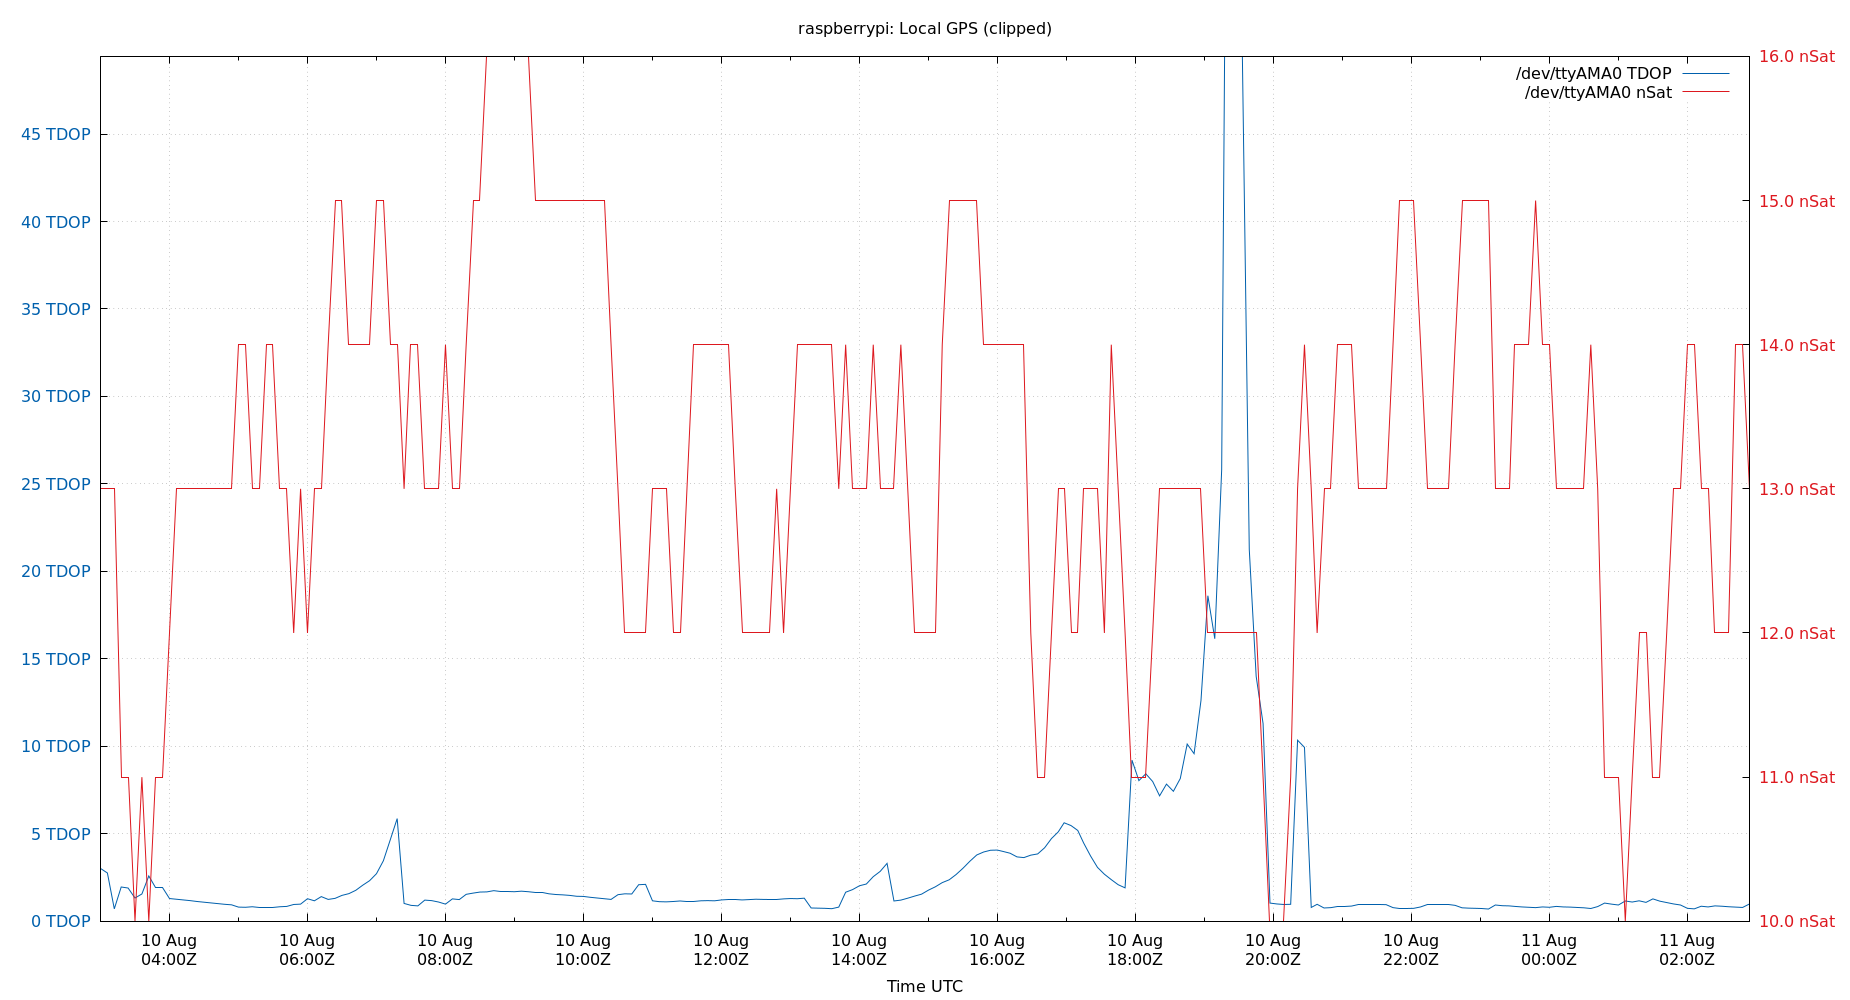 raspberrypi: Local GPS (clipped)
/dev/ttyAMA0 TDOP
/dev/ttyAMA0 nSat
45 TDOP
40 TDOP
35 TDOP
30 TDOP
25 TDOP
20 TDOP
15 TDOP
10 TDOP
5 TDOP
0 TDOP
16.0 nSat
15.0 nSat
14.0 nSat
13.0 nSat
12.0 nSat
11.0 nSat
10.0 nSat
10 Aug
04:00Z
10 Aug
06:00Z
10 Aug
08:00Z
10 Aug
10:00Z
10 Aug
12:00Z
10 Aug
14:00Z
10 Aug
16:00Z
10 Aug
18:00Z
10 Aug
20:00Z
10 Aug
22:00Z
11 Aug
00:00Z
11 Aug
02:00Z
Time UTC